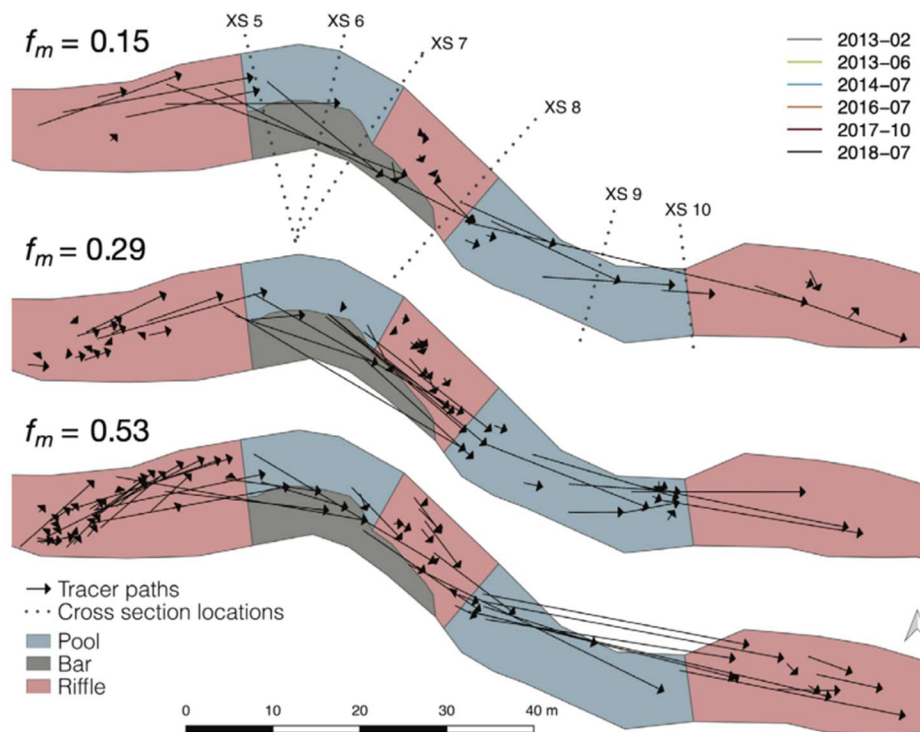 XS 5
XS 6
f_m = 0.15
XS 7
2013-02
2013-06
2014-07
2016-07
2017-10
2018-07
XS 8
XS 9
XS 10
f_m = 0.29
f_m = 0.53
Tracer paths
Cross section locations
Pool
Bar
Riffle
0
10
20
30
40 m